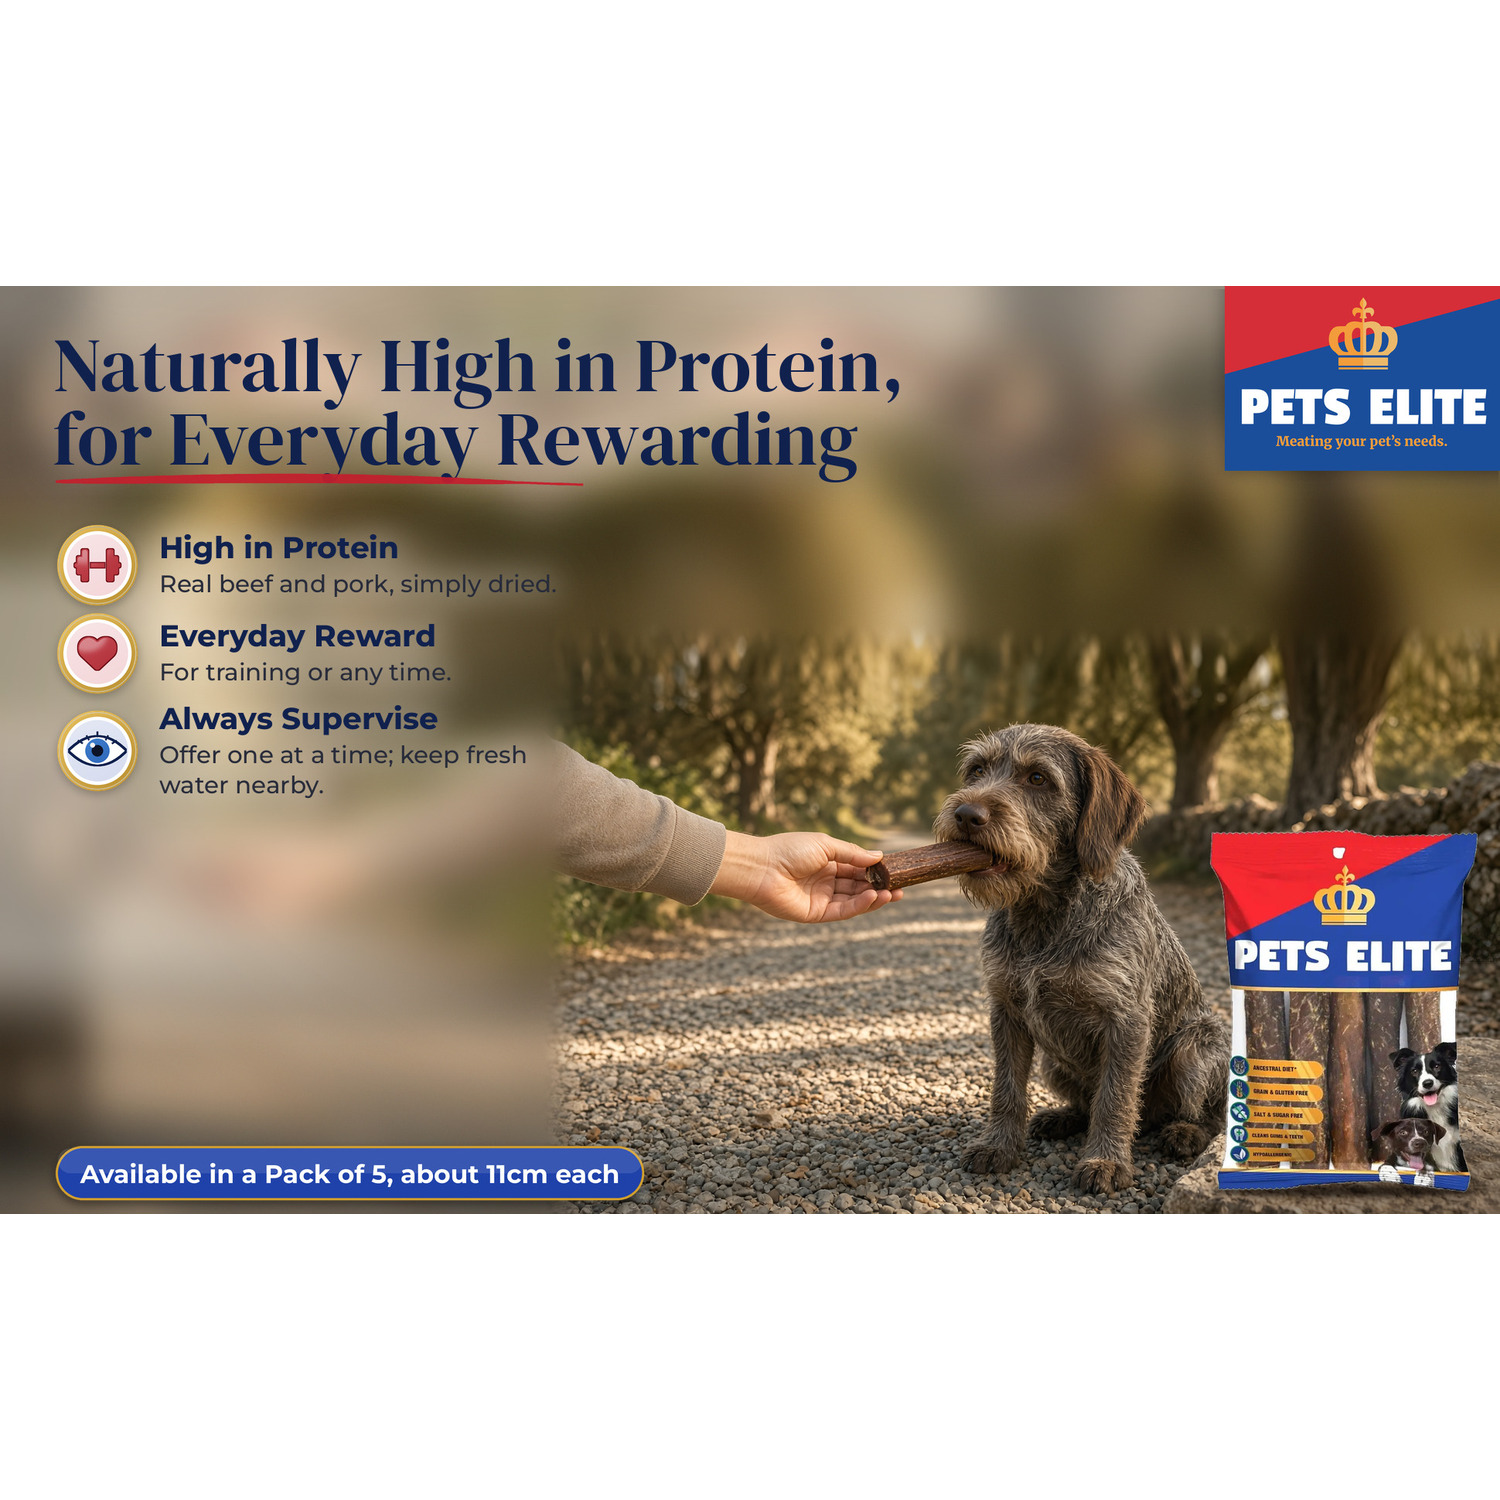 Naturally High in Protein,
for Everyday Rewarding
PETS ELITE
Meating your pet's needs.
High in Protein
Real beef and pork, simply dried.
Everyday Reward
For training or any time.
Always Supervise
Offer one at a time; keep fresh
water nearby.
Available in a Pack of 5, about 11cm each
PETS ELITE
ANCESTRAL DIET*
GRAIN & GLUTEN FREE
SALT & SUGAR FREE
CLEANS GUMS & TEETH
HYPOALLERGENIC